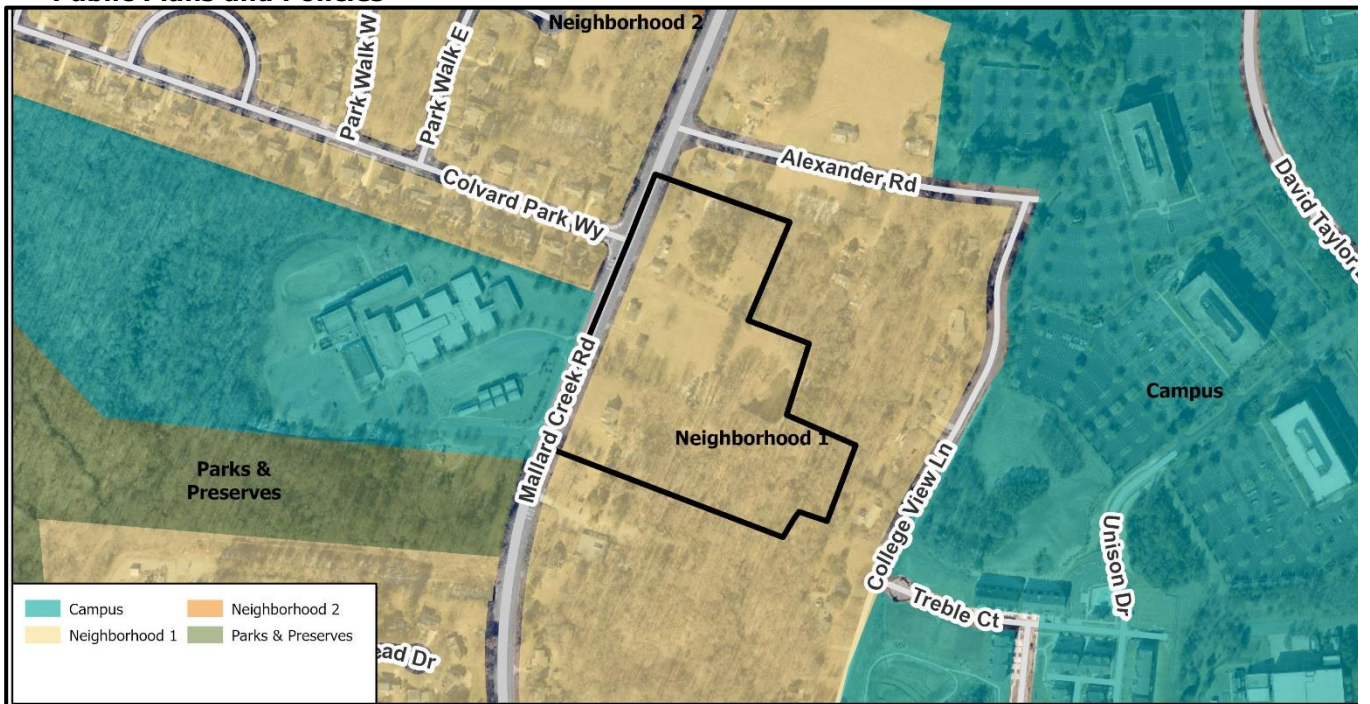 Neighborhood 2
Park Walk W
Park Walk E
Alexander Rd
Colvard Park Wy
David Taylor
Campus
Mallard Creek Rd
Neighborhood 1
Parks &
Preserves
College View Ln
Unison Dr
Treble Ct
Campus
Neighborhood 2
Neighborhood 1
Parks & Preserves
ead Dr